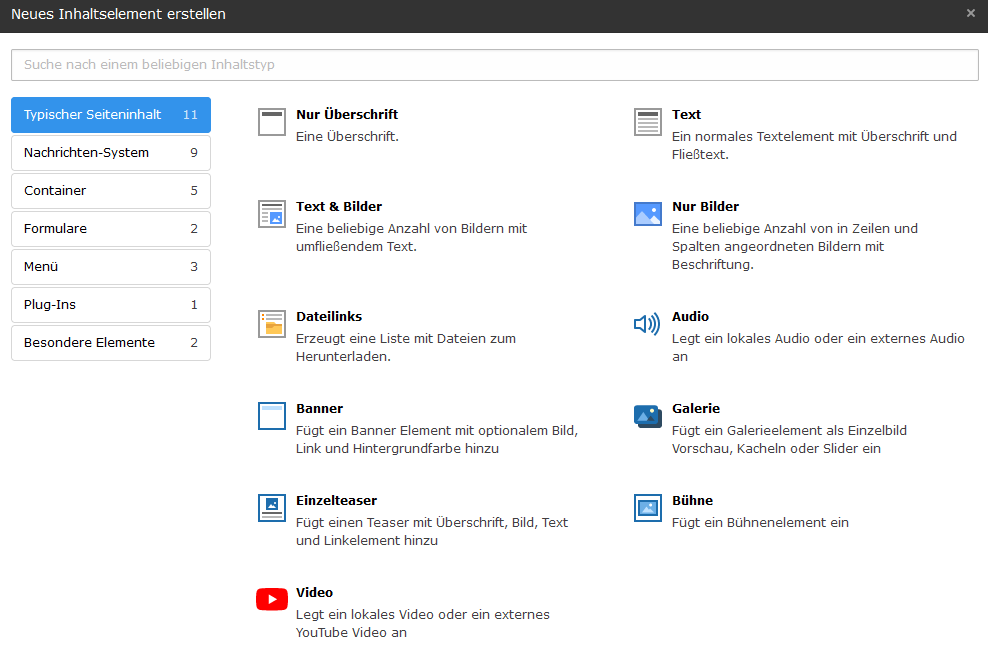 Neues Inhaltselement erstellen
×
Suche nach einem beliebigen Inhaltstyp
Typischer Seiteninhalt 11
Nachrichten-System 9
Container 5
Formulare 2
Menü 3
Plug-Ins 1
Besondere Elemente 2
Nur Überschrift
Eine Überschrift.
Text
Ein normales Textelement mit Überschrift und
Fließtext.
Text & Bilder
Eine beliebige Anzahl von Bildern mit
umfließendem Text.
Nur Bilder
Eine beliebige Anzahl von in Zeilen und
Spalten angeordneten Bildern mit
Beschriftung.
Dateilinks
Erzeugt eine Liste mit Dateien zum
Herunterladen.
Audio
Legt ein lokales Audio oder ein externes Audio
an
Banner
Fügt ein Banner Element mit optionalem Bild,
Link und Hintergrundfarbe hinzu
Galerie
Fügt ein Galerieelement als Einzelbild
Vorschau, Kacheln oder Slider ein
Einzelteaser
Fügt einen Teaser mit Überschrift, Bild, Text
und Linkelement hinzu
Bühne
Fügt ein Bühnenelement ein
Video
Legt ein lokales Video oder ein externes
YouTube Video an